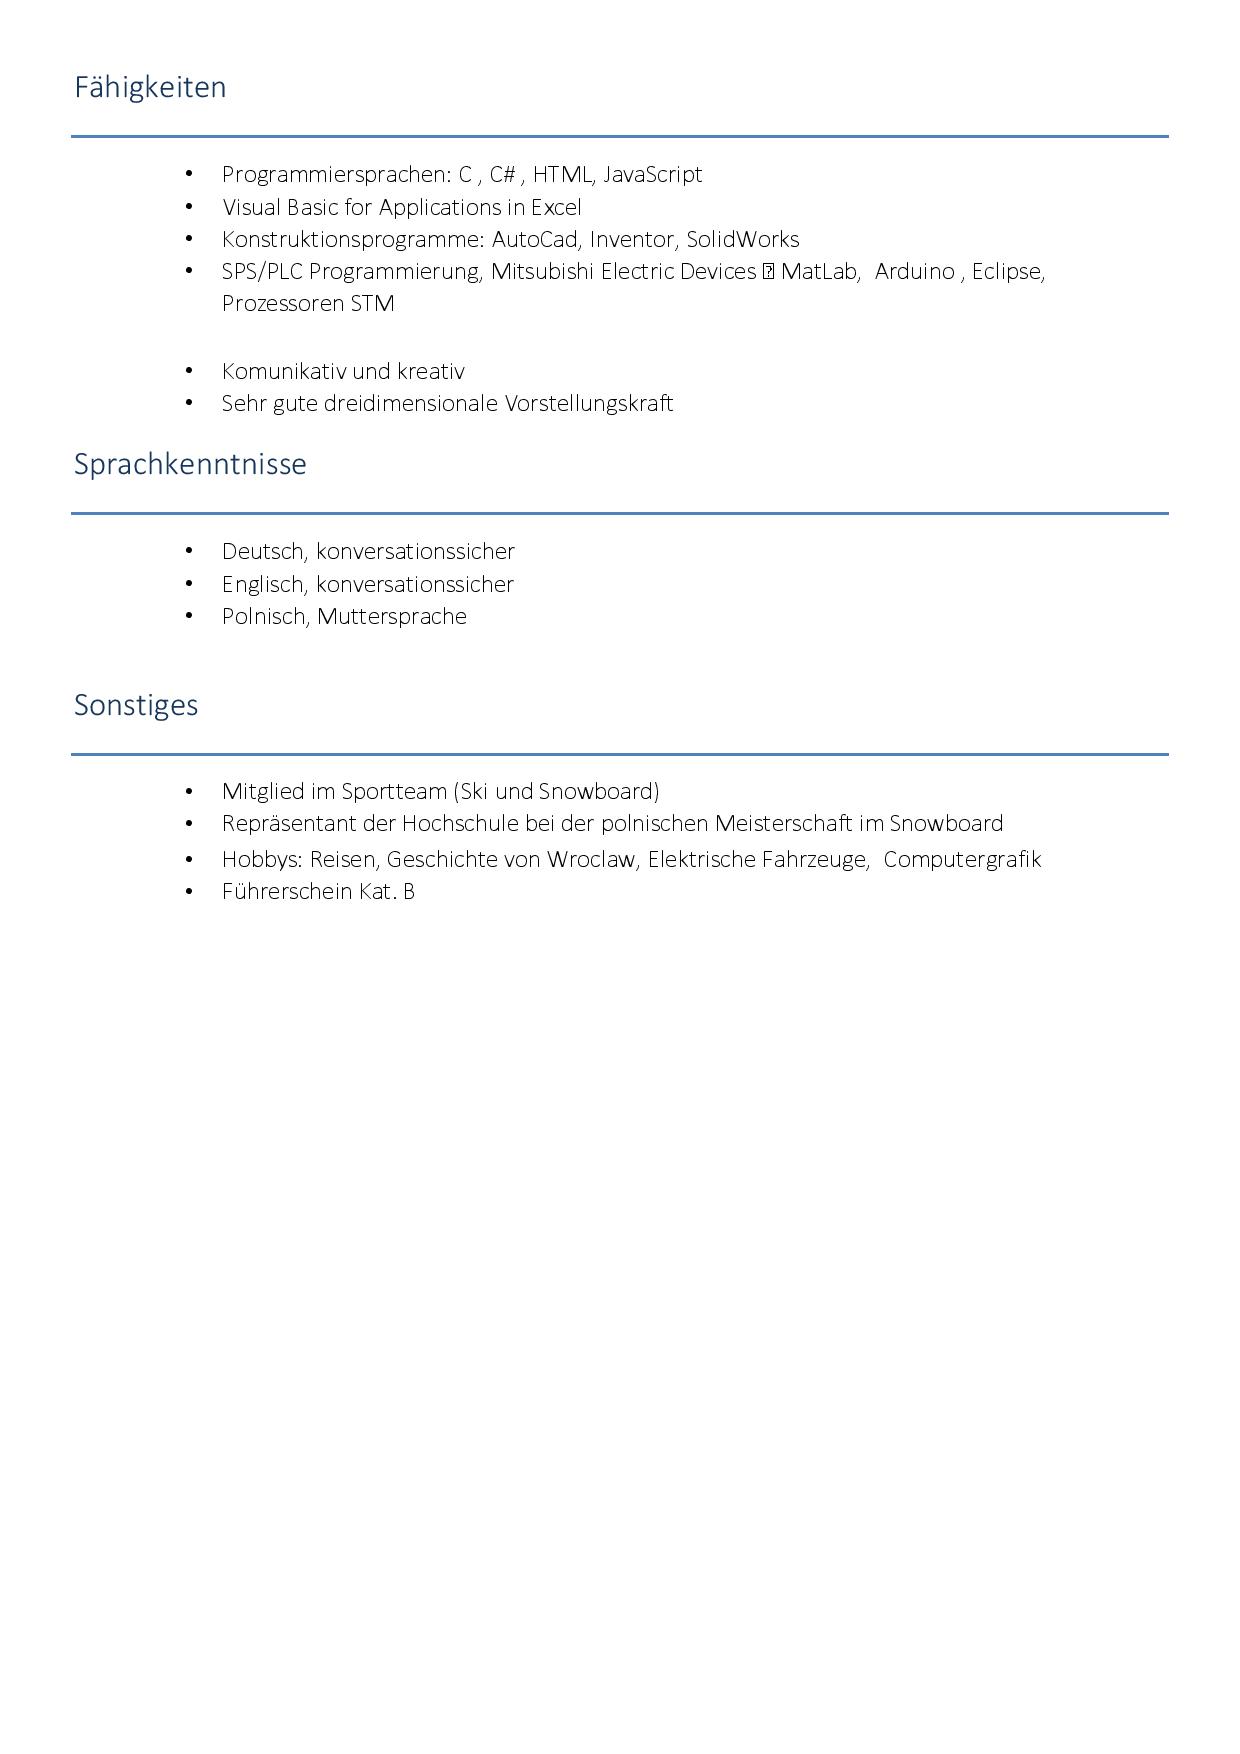 Fähigkeiten
• Programmiersprachen: C , C# , HTML, JavaScript
• Visual Basic for Applications in Excel
• Konstruktionsprogramme: AutoCad, Inventor, SolidWorks
• SPS/PLC Programmierung, Mitsubishi Electric Devices ⍰ MatLab,  Arduino , Eclipse,
Prozessoren STM
• Komunikativ und kreativ
• Sehr gute dreidimensionale Vorstellungskraft
Sprachkenntnisse
• Deutsch, konversationssicher
• Englisch, konversationssicher
• Polnisch, Muttersprache
Sonstiges
• Mitglied im Sportteam (Ski und Snowboard)
• Repräsentant der Hochschule bei der polnischen Meisterschaft im Snowboard
• Hobbys: Reisen, Geschichte von Wroclaw, Elektrische Fahrzeuge,  Computergrafik
• Führerschein Kat. B